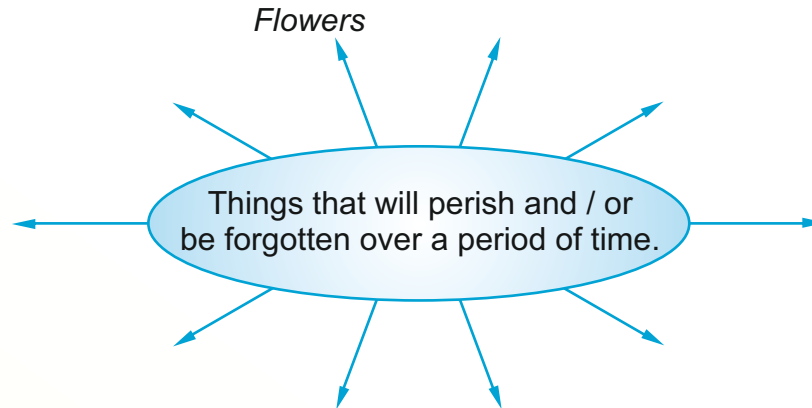 Flowers
Things that will perish and / or
be forgotten over a period of time.